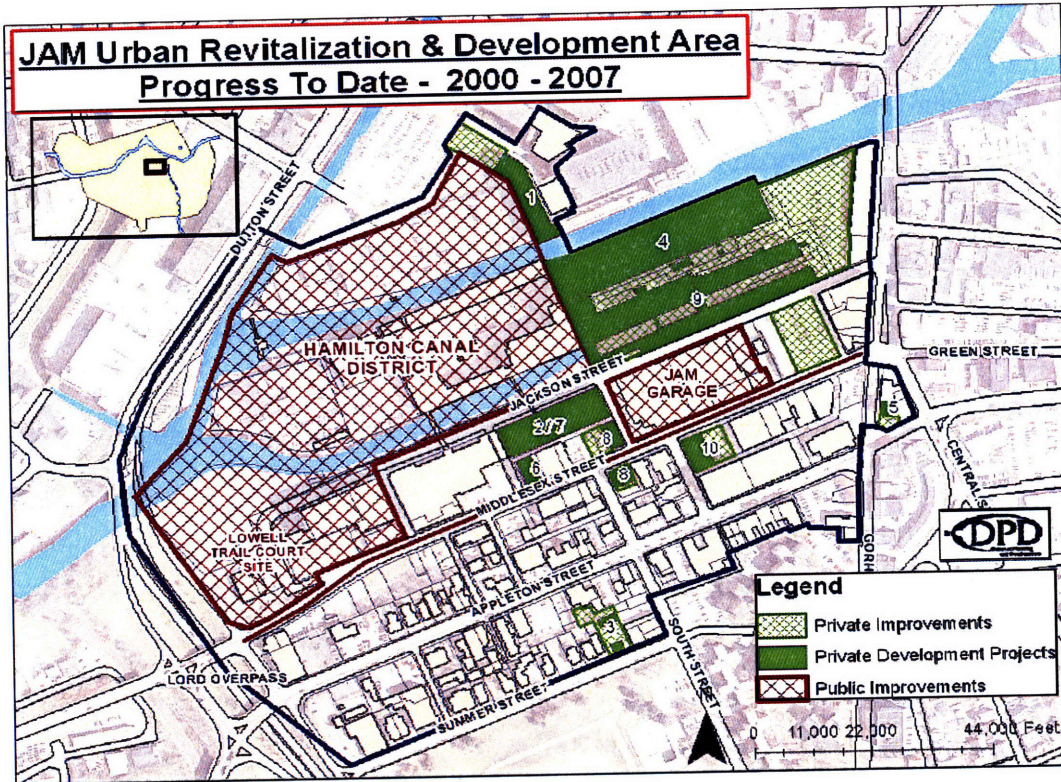 JAM Urban Revitalization & Development Area
Progress To Date - 2000 - 2007
DUTTON STREET
1
4
9
HAMILTON CANAL
DISTRICT
JACKSON STREET
JAM
GARAGE
GREEN STREET
2/7
8
5
6
MIDDLESEX STREET
8
10
CENTRAL S
LOWELL
TRAIL COURT
SITE
DPD
GORH
APPLETON STREET
Legend
Private Improvements
Private Development Projects
Public Improvements
3
LORD OVERPASS
SOUTH STREET
SUMMER STREET
0 11,000 22,000 44,000 Feet